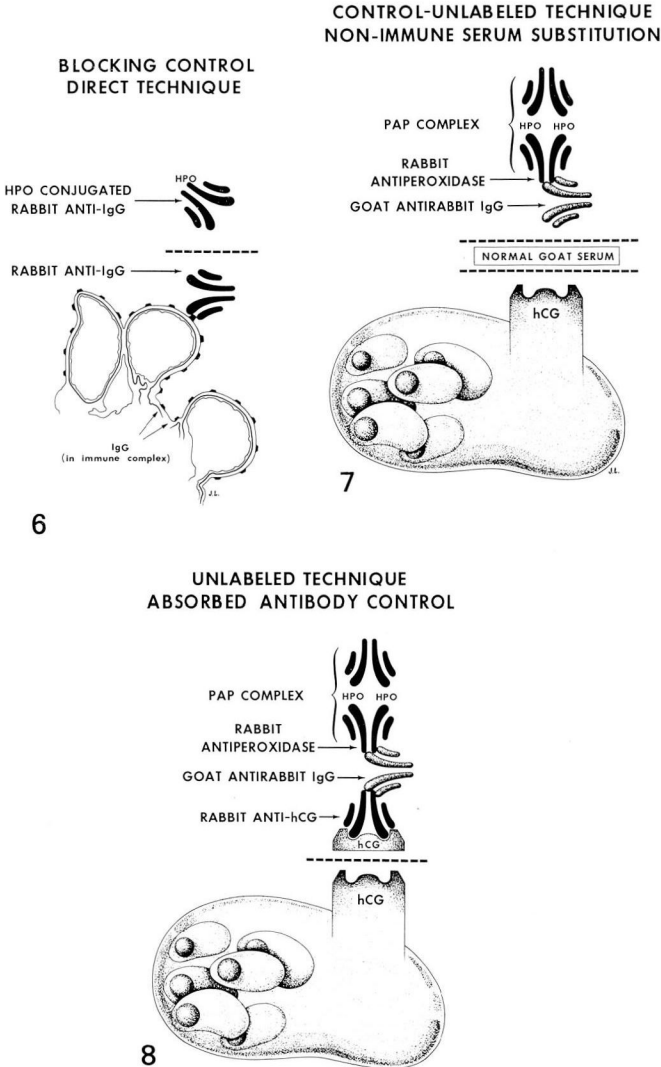 BLOCKING CONTROL
DIRECT TECHNIQUE
HPO
HPO CONJUGATED
RABBIT ANTI-IgG
RABBIT ANTI-IgG
IgG
(in immune complex)
J.L.
6
CONTROL-UNLABELED TECHNIQUE
NON-IMMUNE SERUM SUBSTITUTION
PAP COMPLEX
HPO HPO
RABBIT
ANTIPEROXIDASE
GOAT ANTIRABBIT IgG
NORMAL GOAT SERUM
hCG
J.L.
7
UNLABELED TECHNIQUE
ABSORBED ANTIBODY CONTROL
PAP COMPLEX
HPO HPO
RABBIT
ANTIPEROXIDASE
GOAT ANTIRABBIT IgG
RABBIT ANTI-hCG
hCG
hCG
8